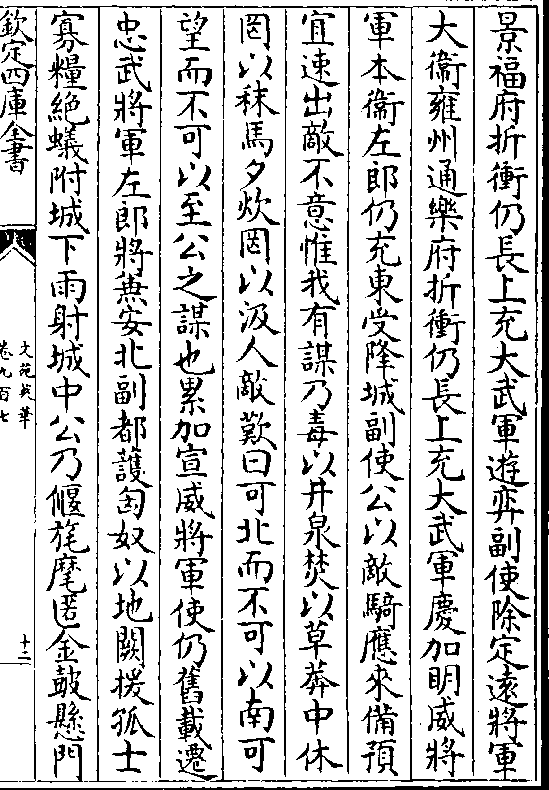 景福府折衝仍長上充大武軍遊弈副使除定遠將軍
大衞雍州通樂府折衝仍長上充大武軍慶加明威將
軍本衞左郎仍充東受降城副使公以敵騎應來備預
宜速出敵不意惟我有謀乃毒以井泉焚以草莽中休
罔以秣馬夕炊罔以汲人敵歎曰可北而不可以南可
望而不可以至公之謀也累加宣威將軍使仍舊載遷
忠武將軍左郎將兼安北副都護匈奴以地闕援孤士
寡糧絶蟻附城下雨射城中公乃偃旄麾匿金鼓懸門
欽定四庫全書
文苑英華
卷九百七
十二